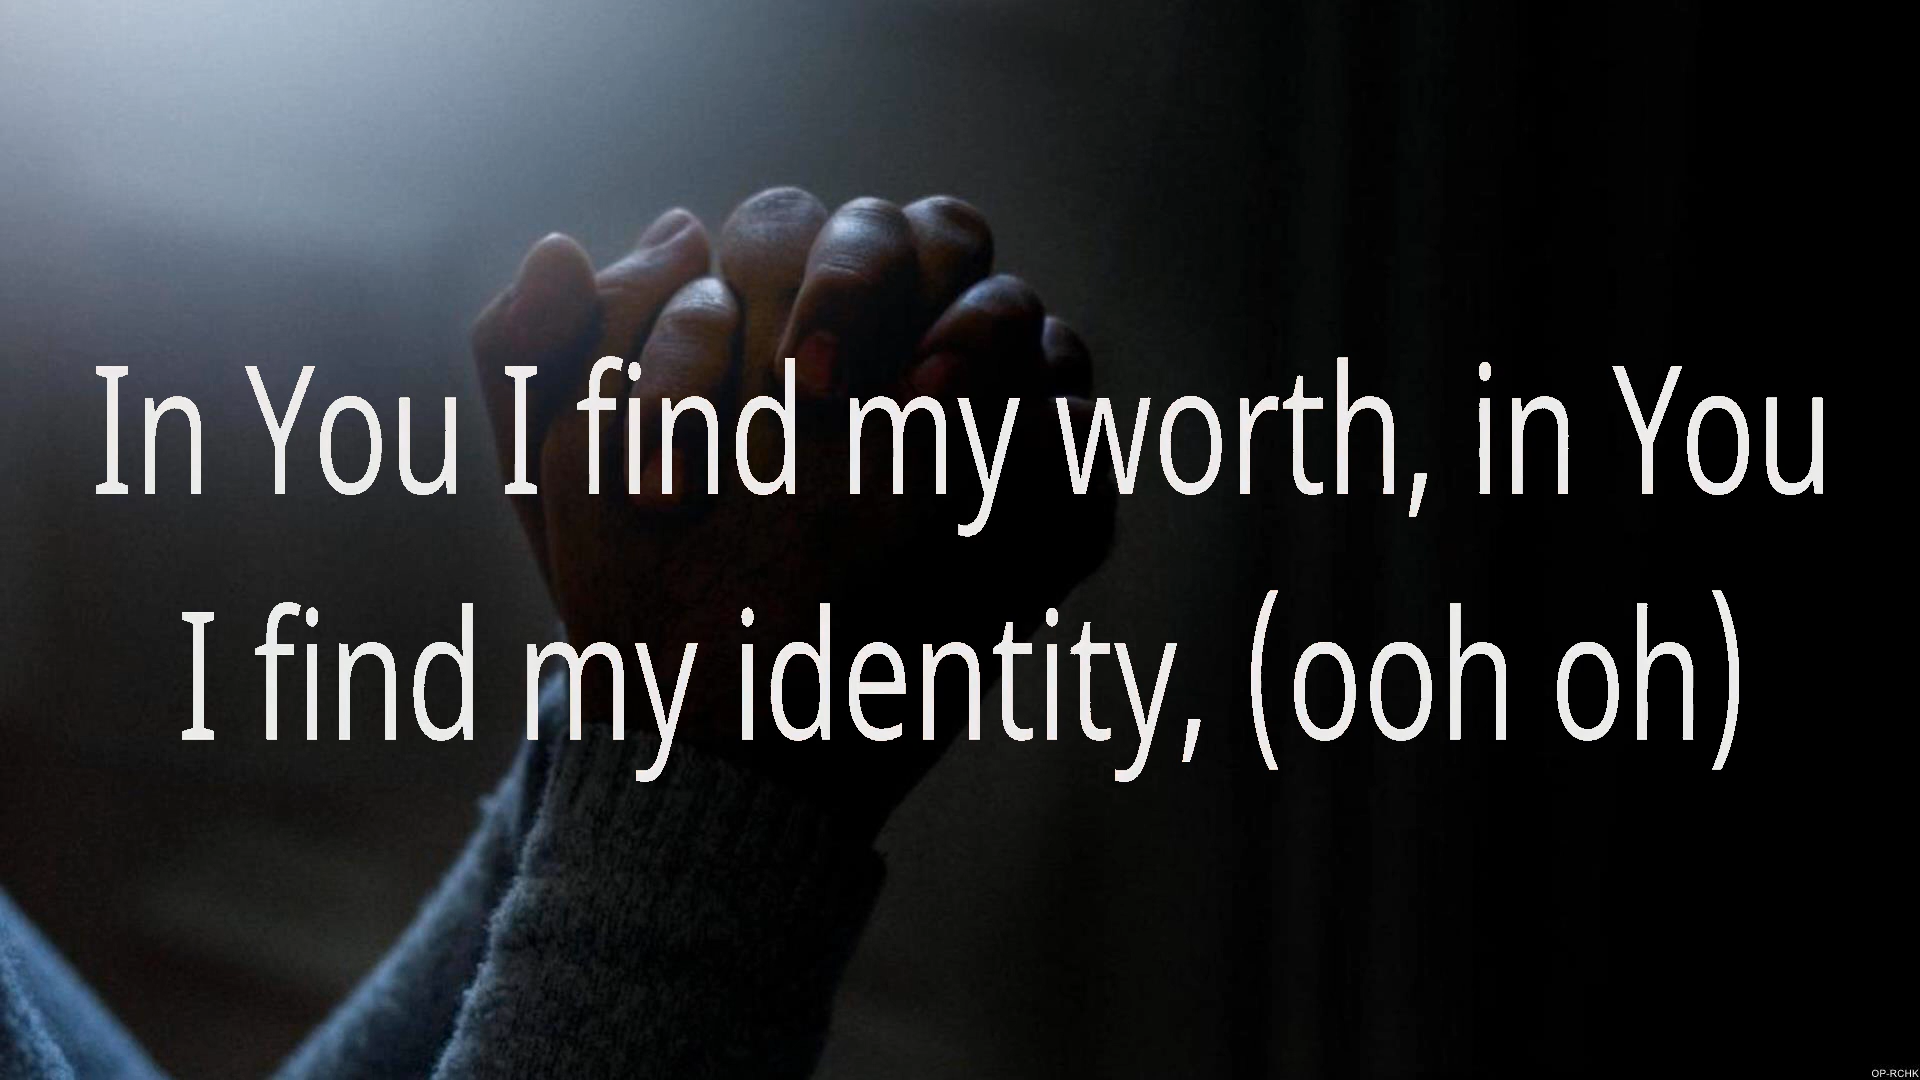 In You I find my worth, in You
I find my identity, (ooh oh)
OP-RCHK